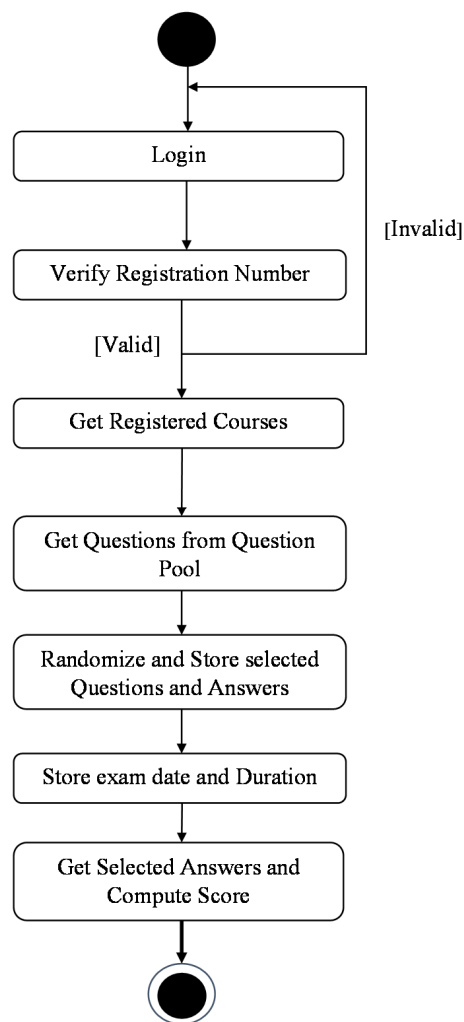 Login
[Invalid]
Verify Registration Number
[Valid]
Get Registered Courses
Get Questions from Question
Pool
Randomize and Store selected
Questions and Answers
Store exam date and Duration
Get Selected Answers and
Compute Score